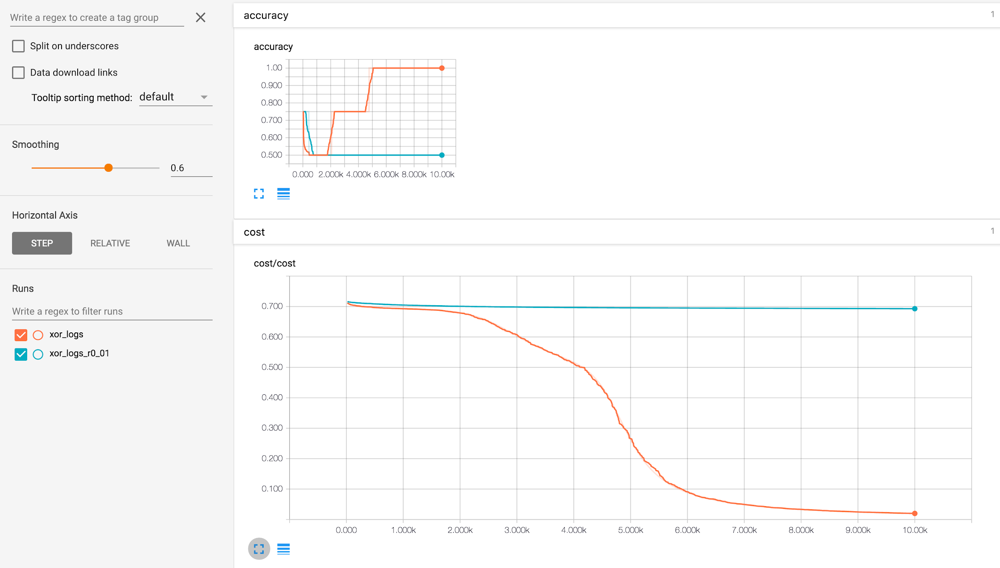 Write a regex to create a tag group
Split on underscores
Data download links
Tooltip sorting method: default
Smoothing
0.6
Horizontal Axis
STEP RELATIVE WALL
Runs
Write a regex to filter runs
xor_logs
xor_logs_r0_01
accuracy 1
accuracy
1.00
0.900
0.800
0.700
0.600
0.500
0.000 2.000k 4.000k 6.000k 8.000k 10.00k
cost 1
cost/cost
0.700
0.600
0.500
0.400
0.300
0.200
0.100
0.000 1.000k 2.000k 3.000k 4.000k 5.000k 6.000k 7.000k 8.000k 9.000k 10.00k